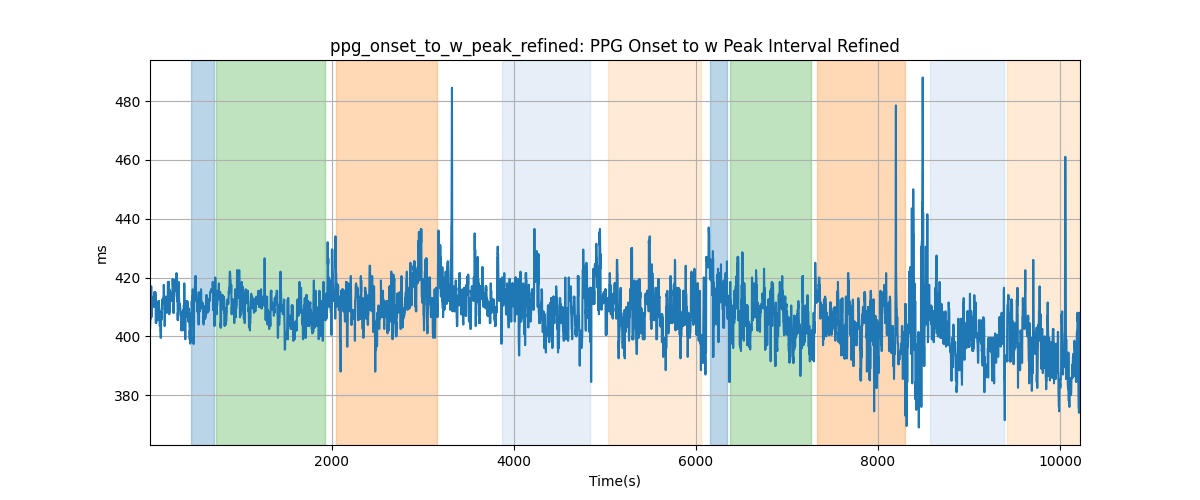 ppg_onset_to_w_peak_refined: PPG Onset to w Peak Interval Refined
480
460
440
420
400
380
ms
2000 4000 6000 8000 10000
Time(s)